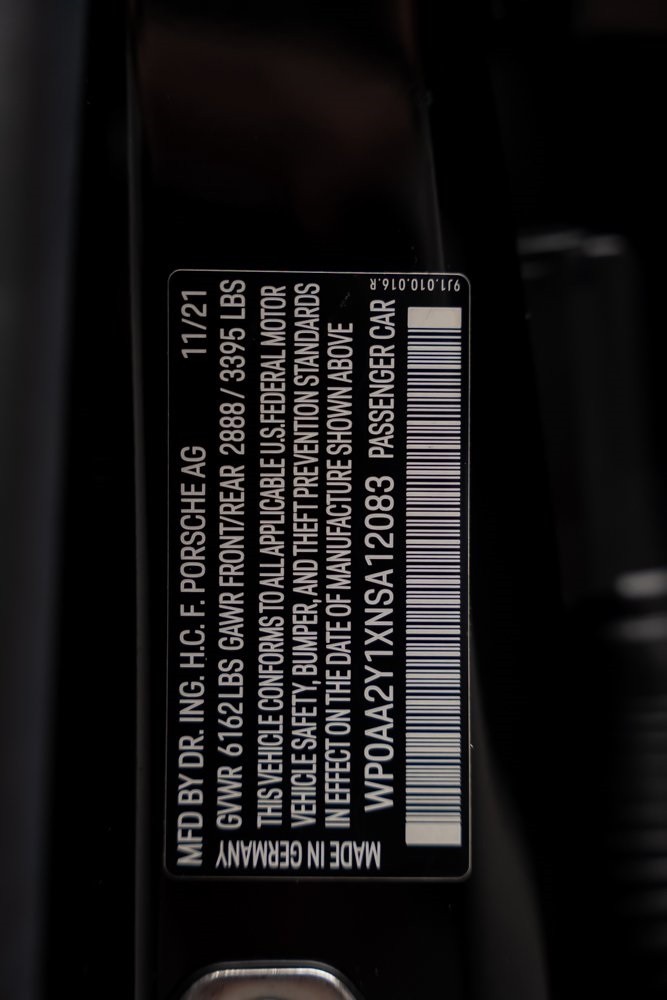 MFD BY DR. ING. H.C. F. PORSCHE AG 11/21
GVWR 6162 LBS GAWR FRONT/REAR 2888 / 3395 LBS
THIS VEHICLE CONFORMS TO ALL APPLICABLE U.S. FEDERAL MOTOR
VEHICLE SAFETY, BUMPER, AND THEFT PREVENTION STANDARDS
IN EFFECT ON THE DATE OF MANUFACTURE SHOWN ABOVE
WP0AA2Y1XNSA12083 PASSENGER CAR
MADE IN GERMANY
9J1.010.016.R